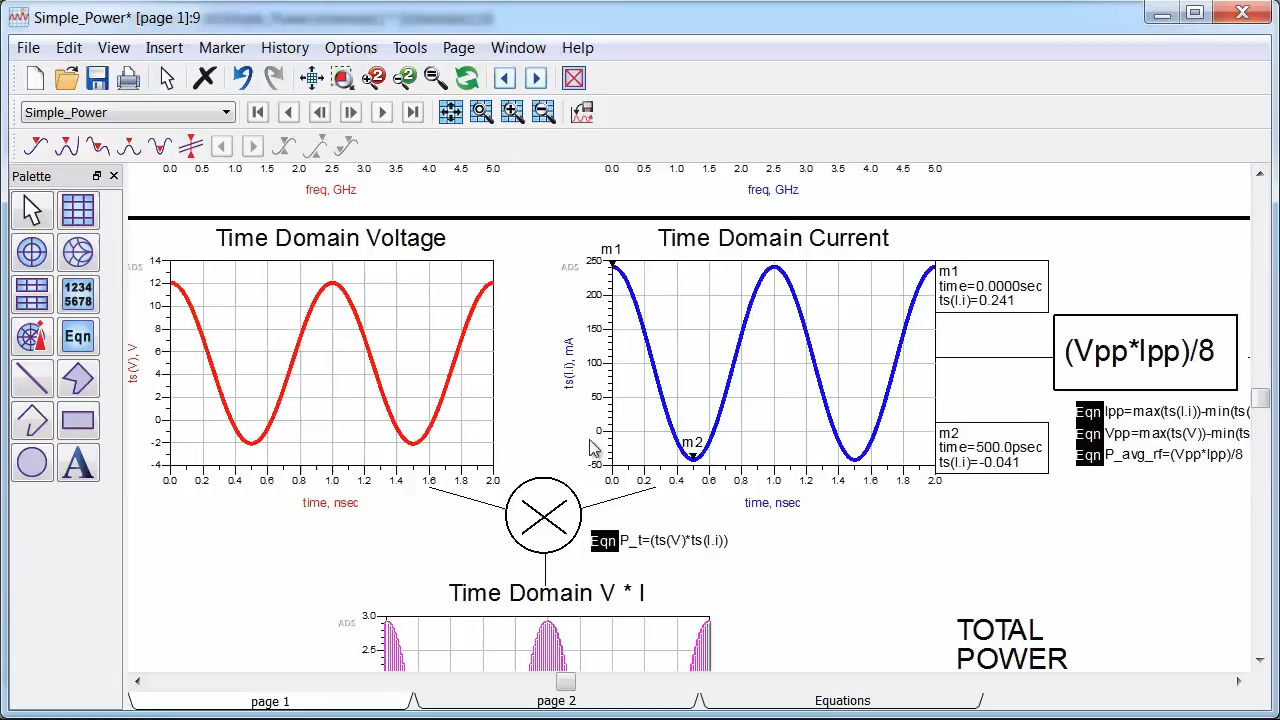 Simple_Power* [page 1]:9
File Edit View Insert Marker History Options Tools Page Window Help
+2 -2
Simple_Power
Palette
1234
5678
Eqn
A
0.0 0.5 1.0 1.5 2.0 2.5 3.0 3.5 4.0 4.5 5.0
freq, GHz
0.0 0.5 1.0 1.5 2.0 2.5 3.0 3.5 4.0 4.5 5.0
freq, GHz
Time Domain Voltage
ADS
14
12
10
8
6
4
2
0
-2
-4
ts(V), V
0.0 0.2 0.4 0.6 0.8 1.0 1.2 1.4 1.6 1.8 2.0
time, nsec
Time Domain Current
ADS
m1
250
200
150
100
50
0
-50
ts(I.i), mA
m2
0.0 0.2 0.4 0.6 0.8 1.0 1.2 1.4 1.6 1.8 2.0
time, nsec
m1
time=0.0000sec
ts(I.i)=0.241
m2
time=500.0psec
ts(I.i)=-0.041
(Vpp*Ipp)/8
Eqn Ipp=max(ts(I.i))-min(ts(
Eqn Vpp=max(ts(V))-min(ts
Eqn P_avg_rf=(Vpp*Ipp)/8
Eqn P_t=(ts(V)*ts(I.i))
Time Domain V * I
ADS
3.0
2.5
TOTAL
POWER
page 1 page 2 Equations